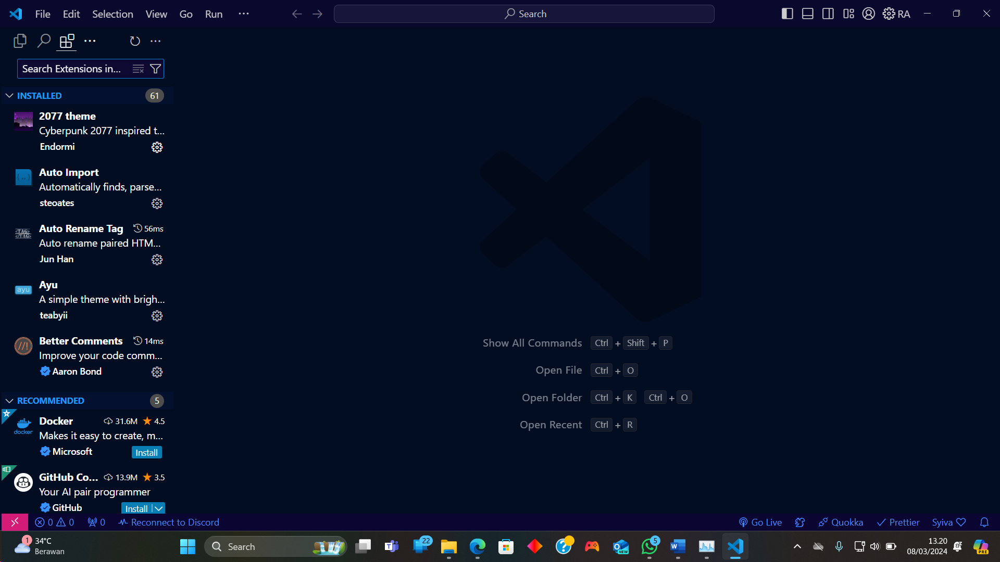 File Edit Selection View Go Run ... Search RA
Search Extensions in...
INSTALLED 61
2077 theme
Cyberpunk 2077 inspired t...
Endormi
Auto Import
Automatically finds, parse...
steoates
Auto Rename Tag 56ms
Auto rename paired HTM...
Jun Han
Ayu
ayu
A simple theme with brigh...
teabyii
Better Comments 14ms
Improve your code comm...
Aaron Bond
RECOMMENDED 5
Docker 31.6M 4.5
docker
Makes it easy to create, m...
Microsoft Install
GitHub Co... 13.9M 3.5
Your AI pair programmer
GitHub Install
Show All Commands Ctrl + Shift + P
Open File Ctrl + O
Open Folder Ctrl + K Ctrl + O
Open Recent Ctrl + R
0 0 0 Reconnect to Discord Go Live Quokka Prettier Syiva
1 34°C
Berawan
Search 22 NEW 5
13.20
08/03/2024
PRE